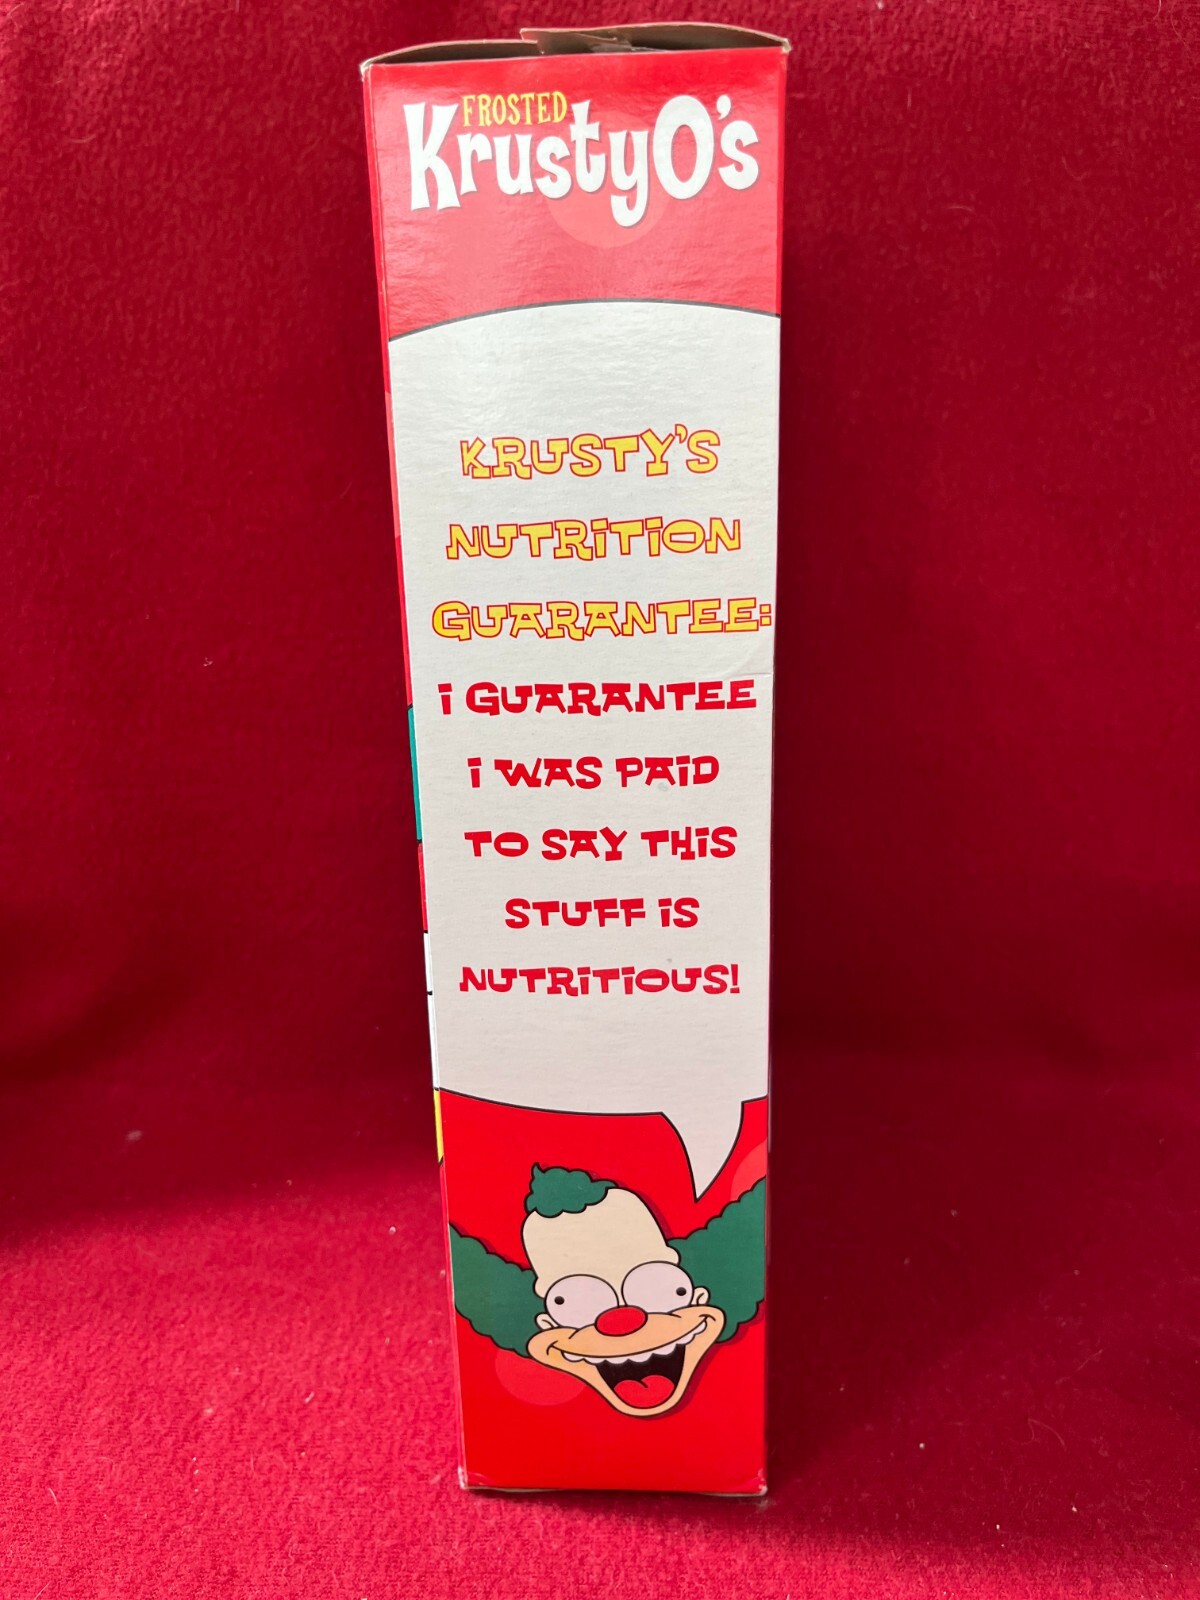 FROSTED
KrustyO's
KRUSTY'S
NUTRiTiON
GUARANTEE:
i GUARANTEE
i WAS PAiD
TO SAY THiS
STUFF iS
NUTRiTiOUS!